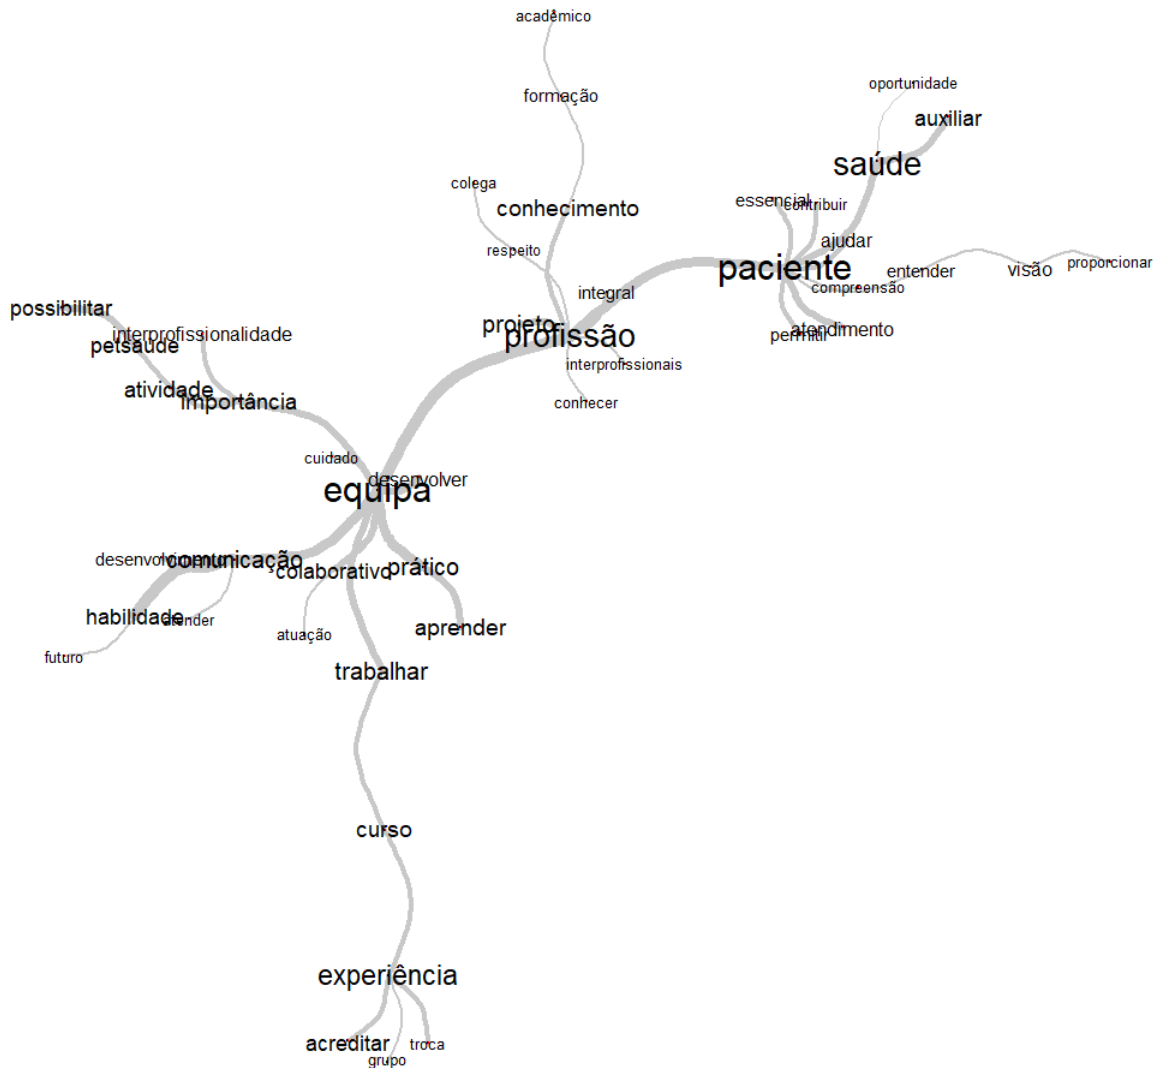 acadêmico
oportunidade
formação
auxiliar
saúde
colega
essencial
contribuir
conhecimento
respeito
ajudar
paciente
entender
visão
proporcionar
compreensão
integral
possibilitar
projeto
profissão
interprofissionalidade
petsaúde
permitir
atendimento
interprofissionais
atividade
importância
conhecer
cuidado
desenvolver
equipa
desenvolvimento
comunicação
colaborativo
prático
habilidade
atender
atuação
aprender
futuro
trabalhar
curso
experiência
acreditar
troca
grupo